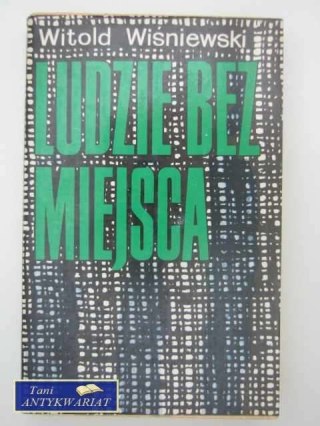 Witold Wiśniewski
LUDZIE BEZ
MIEJSCA
Tani
ANTYKWARIAT